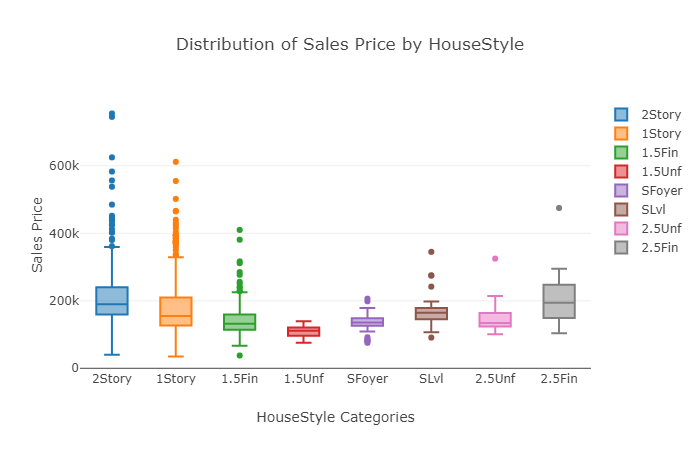 Distribution of Sales Price by HouseStyle
2Story
1Story
1.5Fin
1.5Unf
SFoyer
SLvl
2.5Unf
2.5Fin
600k
400k
200k
0
Sales Price
2Story 1Story 1.5Fin 1.5Unf SFoyer SLvl 2.5Unf 2.5Fin
HouseStyle Categories